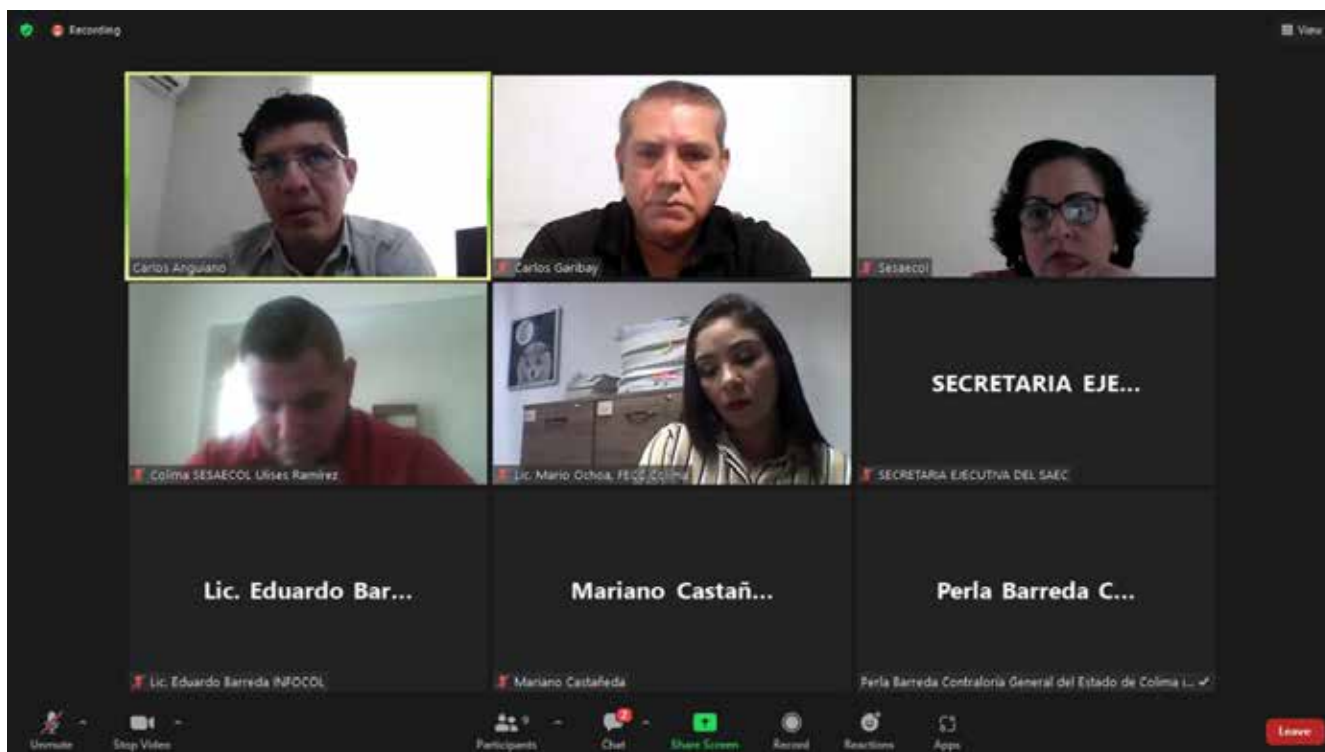 Recording
View
Carlos Anguiano
Carlos Garibay
Sesaecol
Colima SESAECOL Ulises Ramírez
Lic. Mario Ochoa, FECC Colima
SECRETARIA EJE...
SECRETARIA EJECUTIVA DEL SAEC
Lic. Eduardo Bar...
Lic. Eduardo Barreda INFOCOL
Mariano Castañ...
Mariano Castañeda
Perla Barreda C...
Perla Barreda Contraloría General del Estado de Colima i...
Unmute
Stop Video
9
Participants
2
Chat
Share Screen
Record
Reactions
Apps
Leave